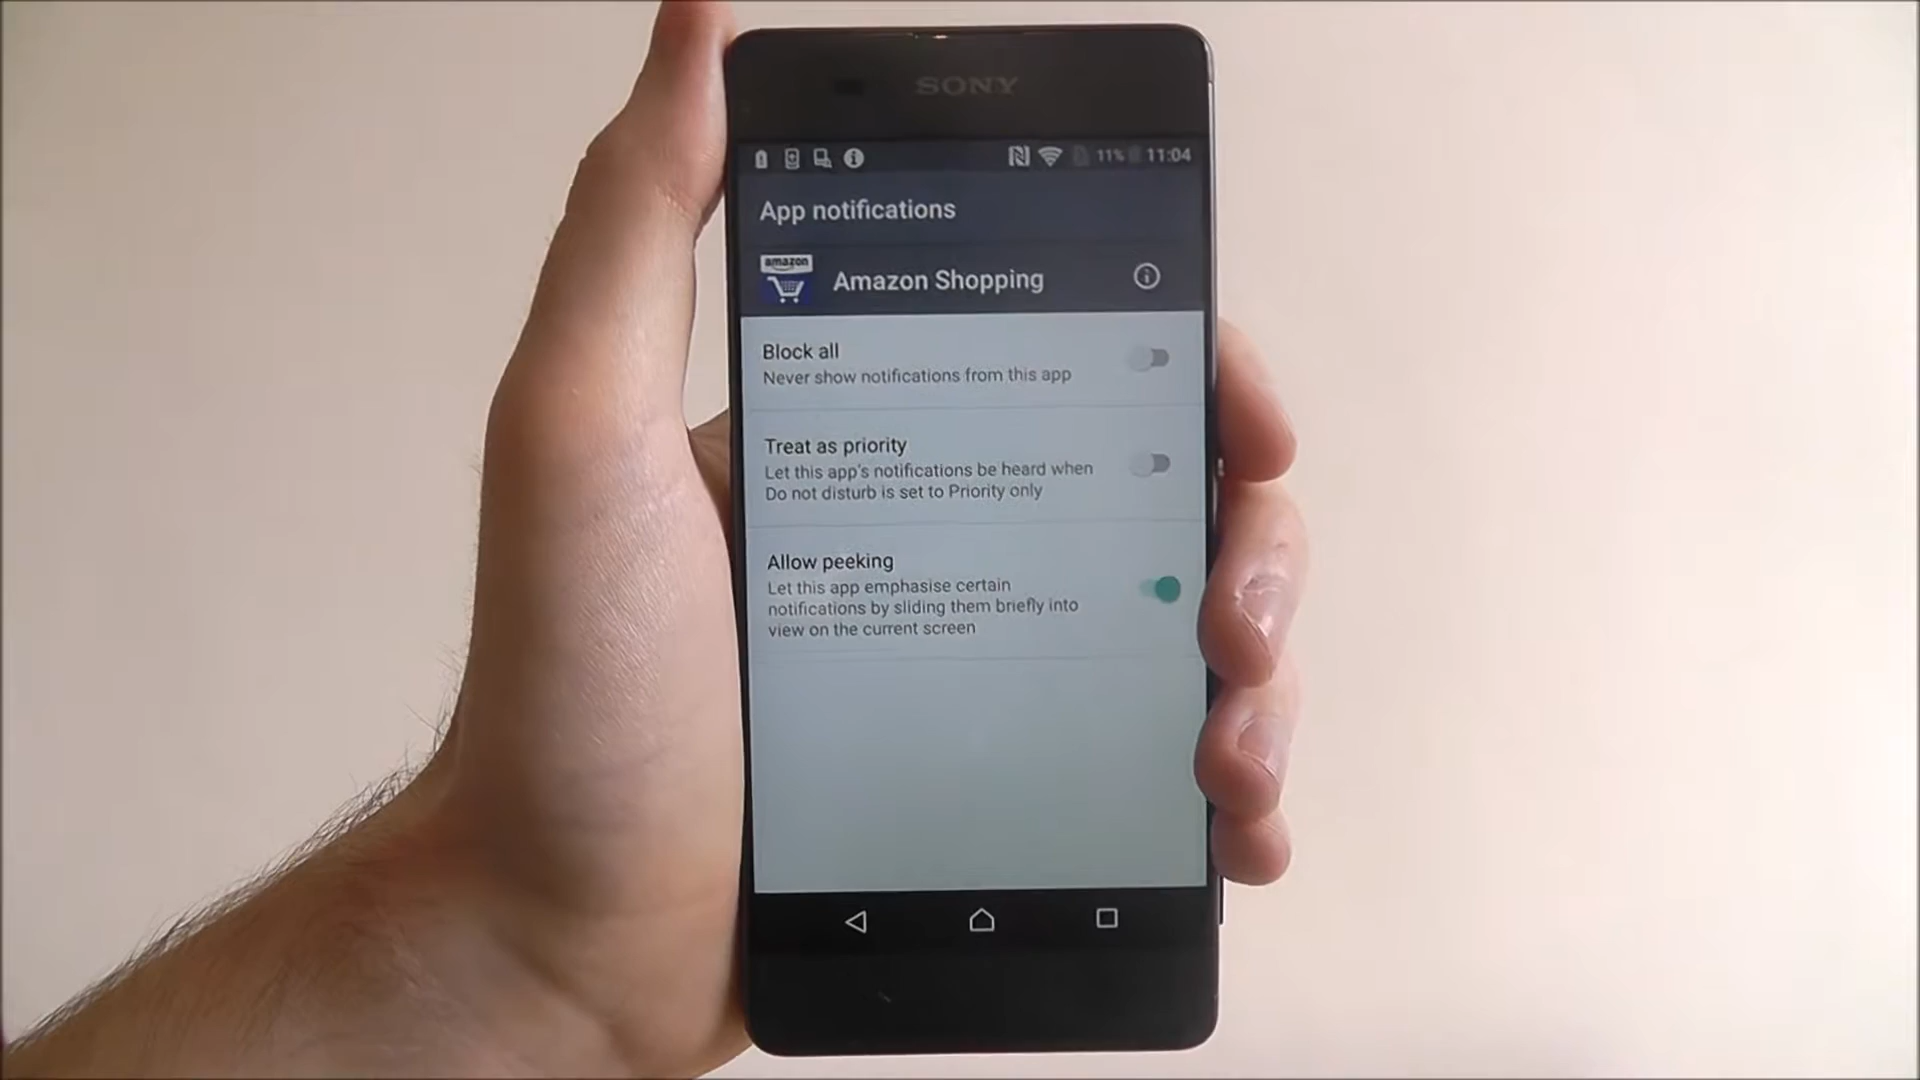 SONY
11% 11:04
App notifications
amazon
Amazon Shopping
Block all
Never show notifications from this app
Treat as priority
Let this app's notifications be heard when
Do not disturb is set to Priority only
Allow peeking
Let this app emphasise certain
notifications by sliding them briefly into
view on the current screen